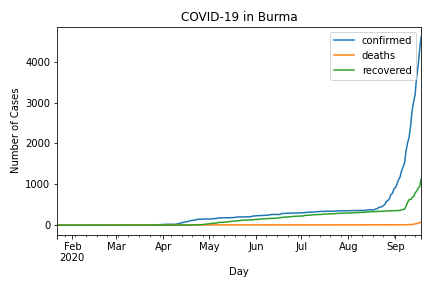 COVID-19 in Burma
confirmed
deaths
recovered
Number of Cases
4000
3000
2000
1000
0
Feb Mar Apr May Jun Jul Aug Sep
2020
Day